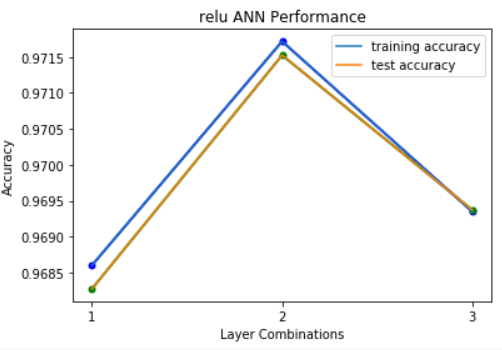 relu ANN Performance
training accuracy
test accuracy
0.9715
0.9710
0.9705
0.9700
0.9695
0.9690
0.9685
Accuracy
1
2
3
Layer Combinations